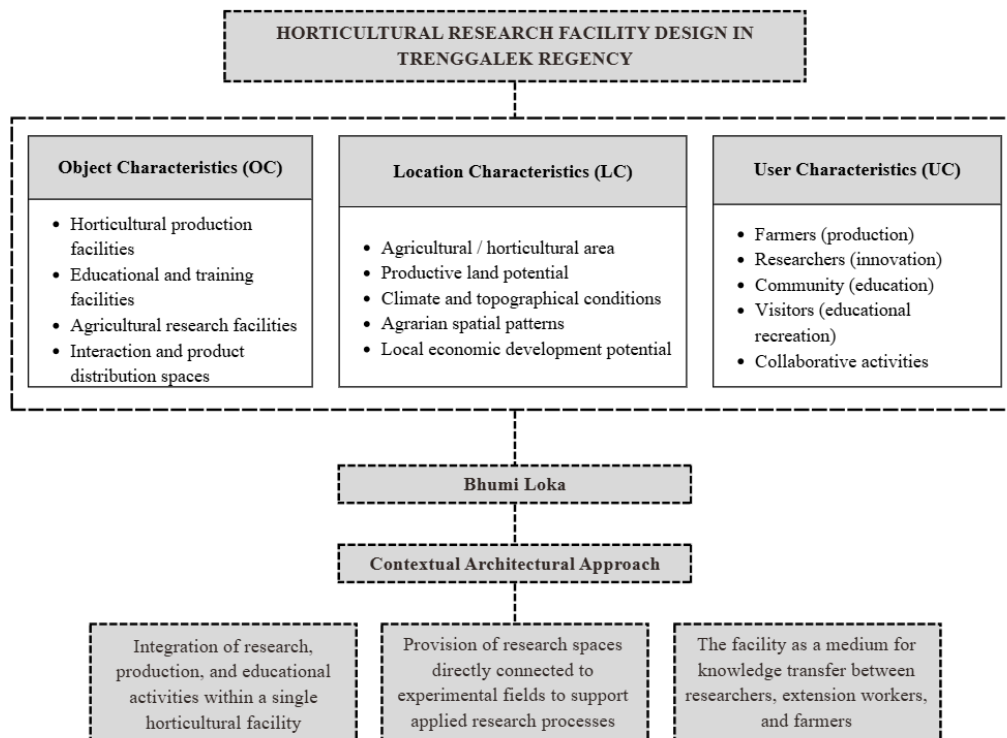 HORTICULTURAL RESEARCH FACILITY DESIGN IN
TRENGGALEK REGENCY
Object Characteristics (OC)
• Horticultural production
facilities
• Educational and training
facilities
• Agricultural research facilities
• Interaction and product
distribution spaces
Location Characteristics (LC)
• Agricultural / horticultural area
• Productive land potential
• Climate and topographical conditions
• Agrarian spatial patterns
• Local economic development potential
User Characteristics (UC)
• Farmers (production)
• Researchers (innovation)
• Community (education)
• Visitors (educational
recreation)
• Collaborative activities
Bhumi Loka
Contextual Architectural Approach
Integration of research,
production, and educational
activities within a single
horticultural facility
Provision of research spaces
directly connected to
experimental fields to support
applied research processes
The facility as a medium for
knowledge transfer between
researchers, extension workers,
and farmers